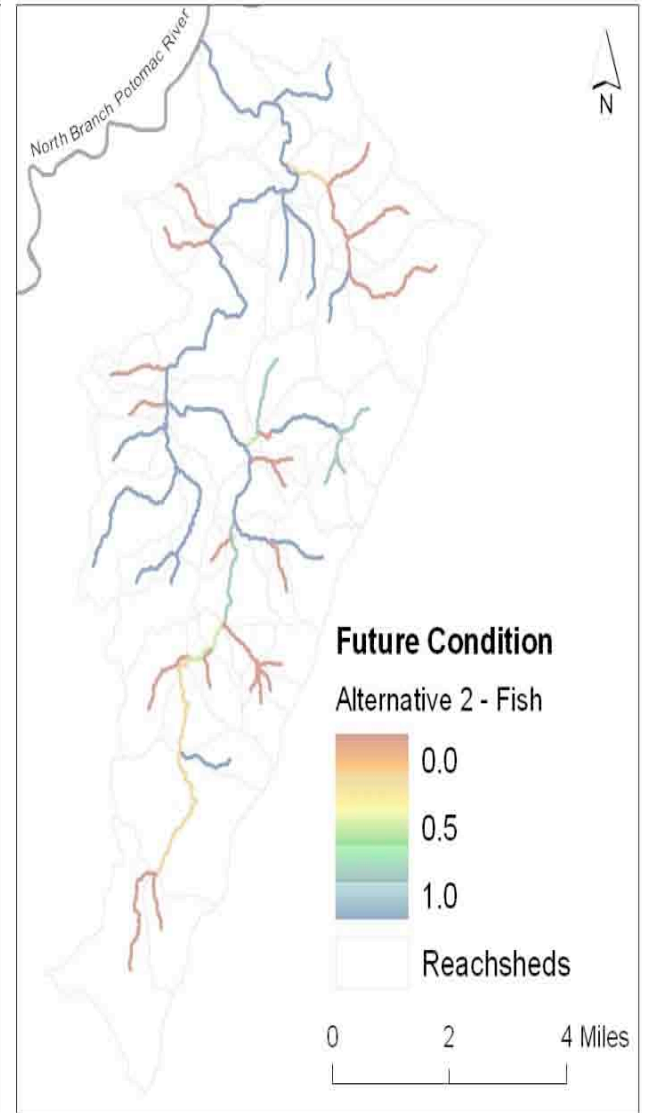 North Branch Potomac River
N
Future Condition
Alternative 2 - Fish
0.0
0.5
1.0
Reachsheds
0 2 4 Miles